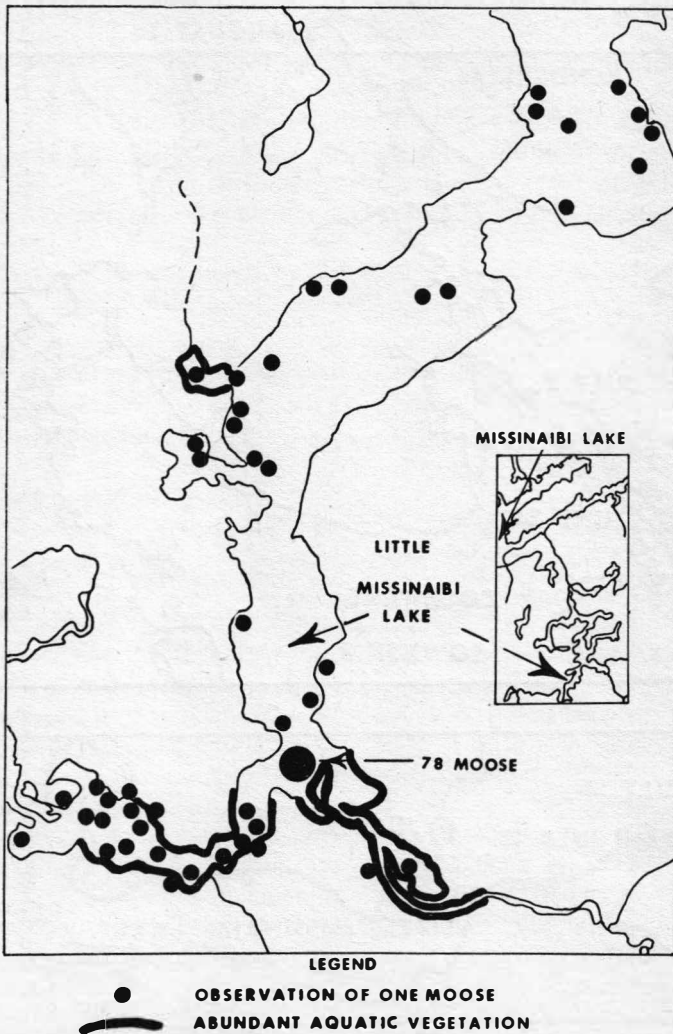 MISSINAIBI LAKE
LITTLE
MISSINAIBI
LAKE
78 MOOSE
LEGEND
OBSERVATION OF ONE MOOSE
ABUNDANT AQUATIC VEGETATION